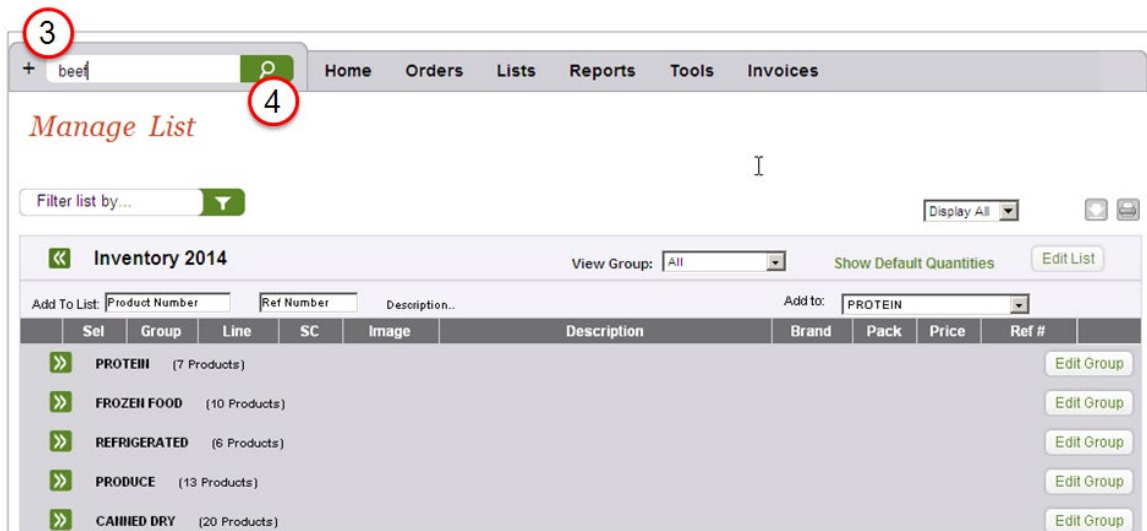 3
+ beef Home Orders Lists Reports Tools Invoices
4
Manage List
Filter list by...
Display All
Inventory 2014 View Group: All Show Default Quantities Edit List
Add To List: Product Number Ref Number Description.. Add to: PROTEIN
Sel Group Line SC Image Description Brand Pack Price Ref #
PROTEIN (7 Products) Edit Group
FROZEN FOOD (10 Products) Edit Group
REFRIGERATED (6 Products) Edit Group
PRODUCE (13 Products) Edit Group
CANNED DRY (20 Products) Edit Group